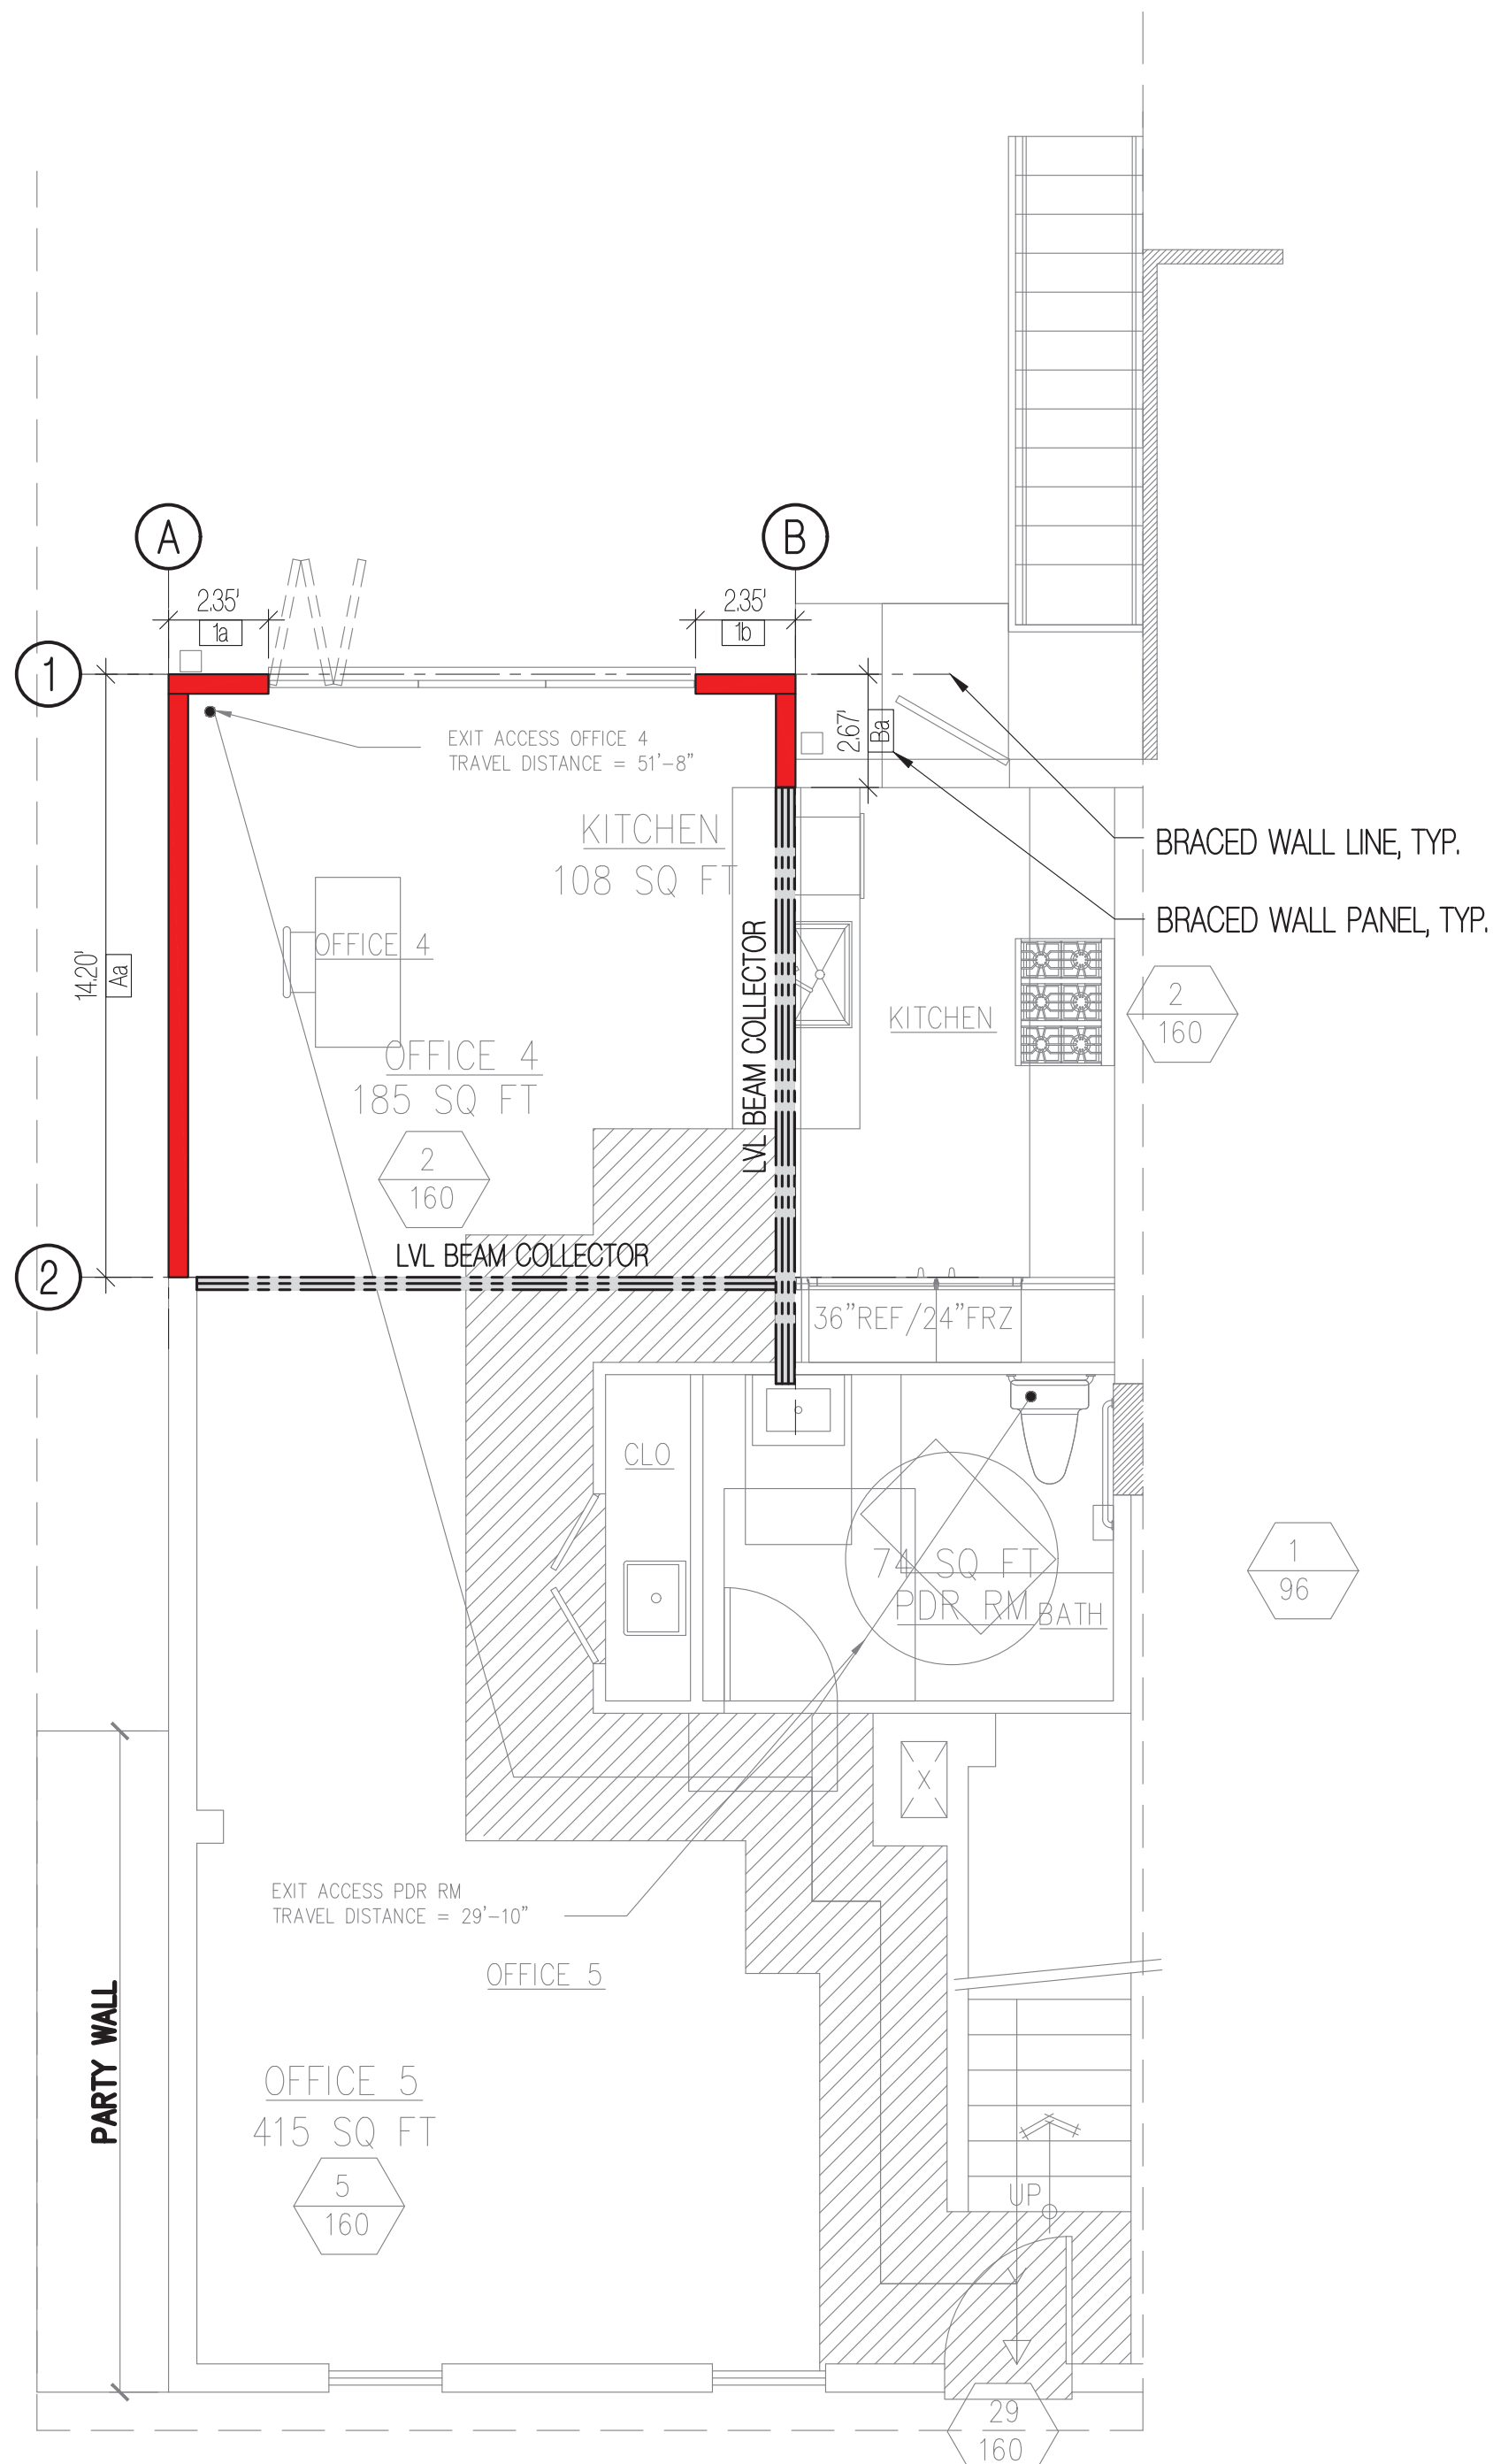 A
B
2.35'
1a
2.35'
1b
1
2.67'
Ba
EXIT ACCESS OFFICE 4
TRAVEL DISTANCE = 51'-8"
KITCHEN
108 SQ FT
BRACED WALL LINE, TYP.
BRACED WALL PANEL, TYP.
14.20'
Aa
OFFICE 4
LVL BEAM COLLECTOR
KITCHEN
2
160
OFFICE 4
185 SQ FT
2
160
2
LVL BEAM COLLECTOR
36"REF/24"FRZ
CLO
74 SQ FT
PDR RM
BATH
1
96
X
EXIT ACCESS PDR RM
TRAVEL DISTANCE = 29'-10"
OFFICE 5
PARTY WALL
OFFICE 5
415 SQ FT
5
160
UP
29
160